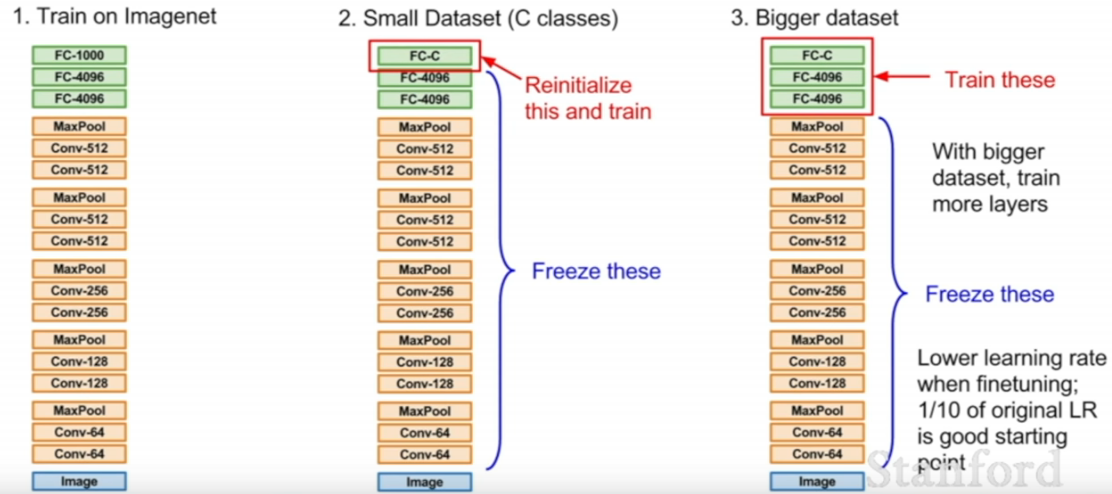 1. Train on Imagenet
FC-1000
FC-4096
FC-4096
MaxPool
Conv-512
Conv-512
MaxPool
Conv-512
Conv-512
MaxPool
Conv-256
Conv-256
MaxPool
Conv-128
Conv-128
MaxPool
Conv-64
Conv-64
Image
2. Small Dataset (C classes)
FC-C
FC-4096
FC-4096
MaxPool
Conv-512
Conv-512
MaxPool
Conv-512
Conv-512
MaxPool
Conv-256
Conv-256
MaxPool
Conv-128
Conv-128
MaxPool
Conv-64
Conv-64
Image
Reinitialize
this and train
Freeze these
3. Bigger dataset
FC-C
FC-4096
FC-4096
MaxPool
Conv-512
Conv-512
MaxPool
Conv-512
Conv-512
MaxPool
Conv-256
Conv-256
MaxPool
Conv-128
Conv-128
MaxPool
Conv-64
Conv-64
Image
Train these
With bigger
dataset, train
more layers
Freeze these
Lower learning rate
when finetuning;
1/10 of original LR
is good starting
point
Stanford